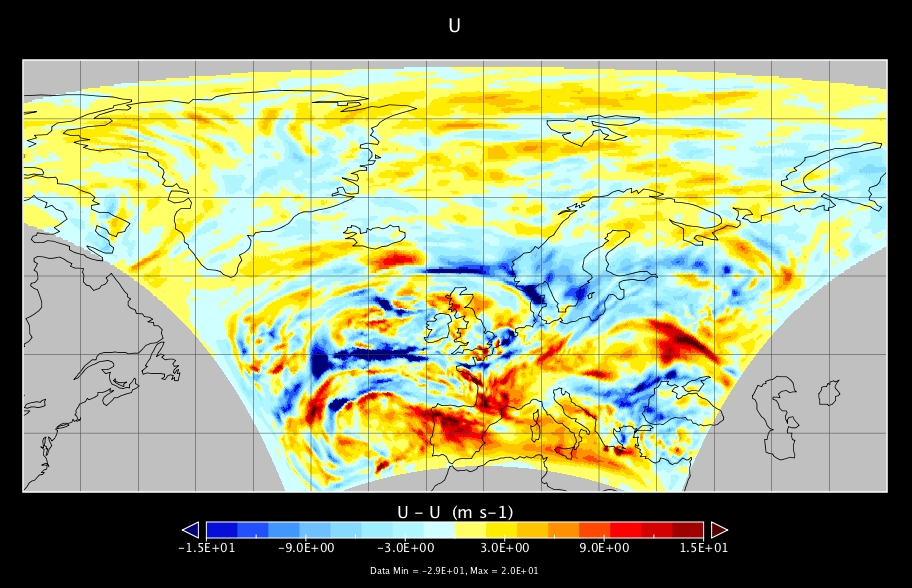 U
U – U (m s-1)
-1.5E+01 -9.0E+00 -3.0E+00 3.0E+00 9.0E+00 1.5E+01
Data Min = -2.9E+01, Max = 2.0E+01